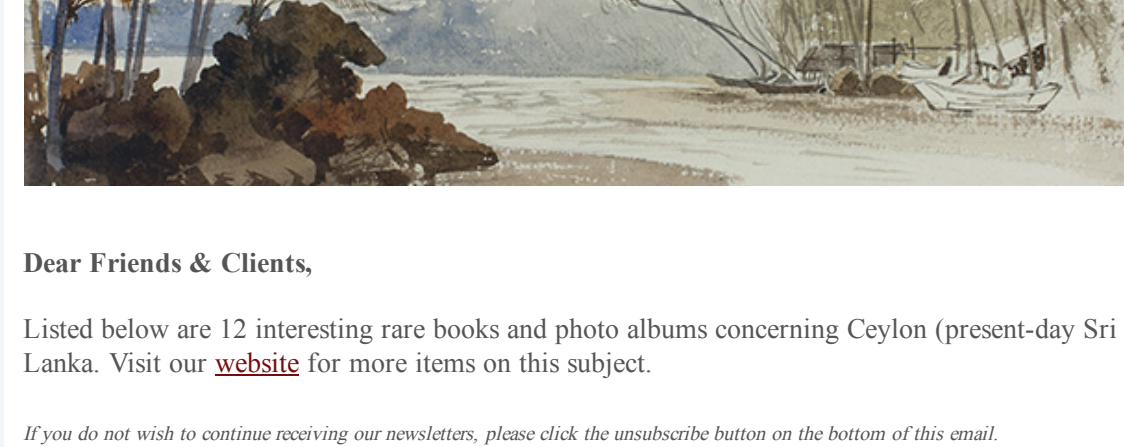 Dear Friends & Clients,
Listed below are 12 interesting rare books and photo albums concerning Ceylon (present-day Sri
Lanka. Visit our website for more items on this subject.
If you do not wish to continue receiving our newsletters, please click the unsubscribe button on the bottom of this email.